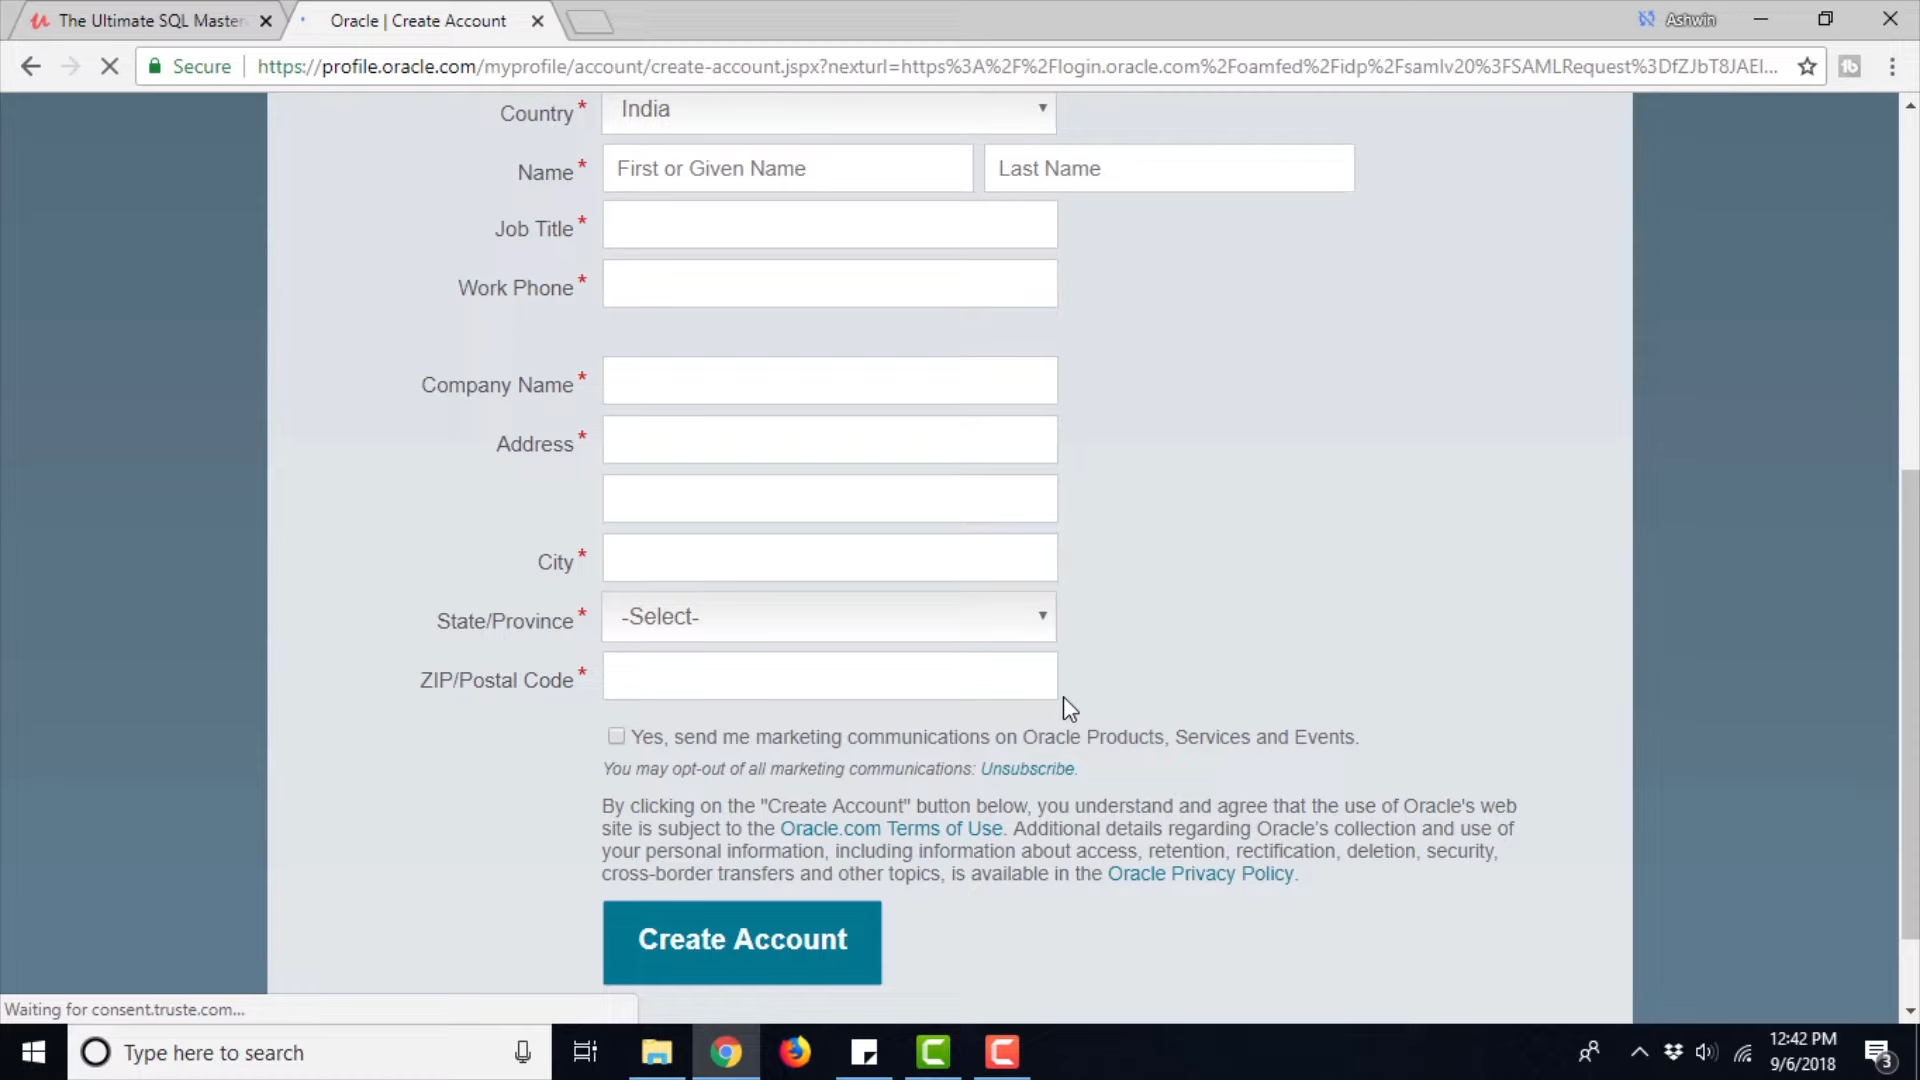 The Ultimate SQL Master
Oracle | Create Account
Ashwin
Secure
https://profile.oracle.com/myprofile/account/create-account.jspx?nexturl=https%3A%2F%2Flogin.oracle.com%2Foamfed%2Fidp%2Fsamlv20%3FSAMLRequest%3DfZJbT8JAEI...
Country *
India
Name *
First or Given Name
Last Name
Job Title *
Work Phone *
Company Name *
Address *
City *
State/Province *
-Select-
ZIP/Postal Code *
Yes, send me marketing communications on Oracle Products, Services and Events.
You may opt-out of all marketing communications: Unsubscribe.
By clicking on the "Create Account" button below, you understand and agree that the use of Oracle's web
site is subject to the Oracle.com Terms of Use. Additional details regarding Oracle's collection and use of
your personal information, including information about access, retention, rectification, deletion, security,
cross-border transfers and other topics, is available in the Oracle Privacy Policy.
Create Account
Waiting for consent.truste.com...
Type here to search
12:42 PM
9/6/2018
3